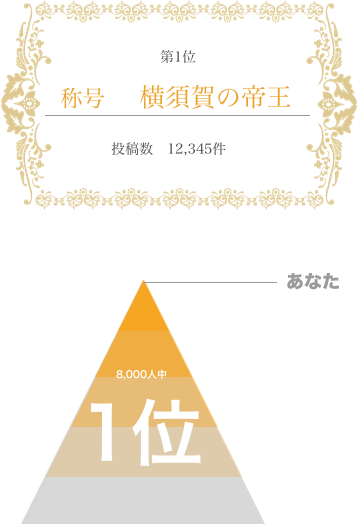 第1位
称号 横須賀の帝王
投稿数 12,345件
あなた
8,000人中
1位